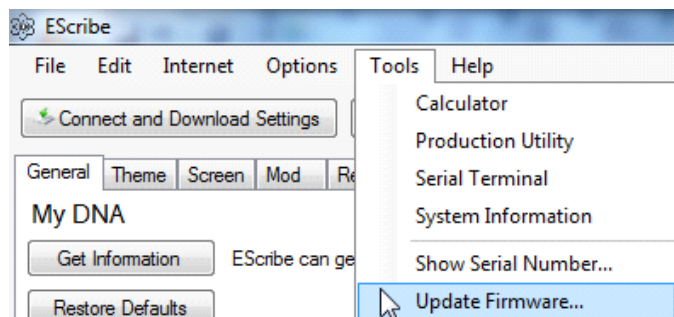 EScribe
File Edit Internet Options Tools Help
Connect and Download Settings
Calculator
Production Utility
Serial Terminal
System Information
Show Serial Number...
Update Firmware...
General Theme Screen Mod
My DNA
Get Information EScribe can
Restore Defaults